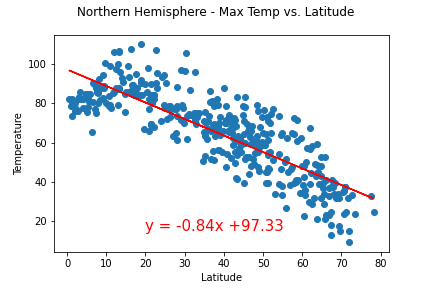 Northern Hemisphere - Max Temp vs. Latitude
Temperature
100
80
60
40
20
y = -0.84x +97.33
0 10 20 30 40 50 60 70 80
Latitude